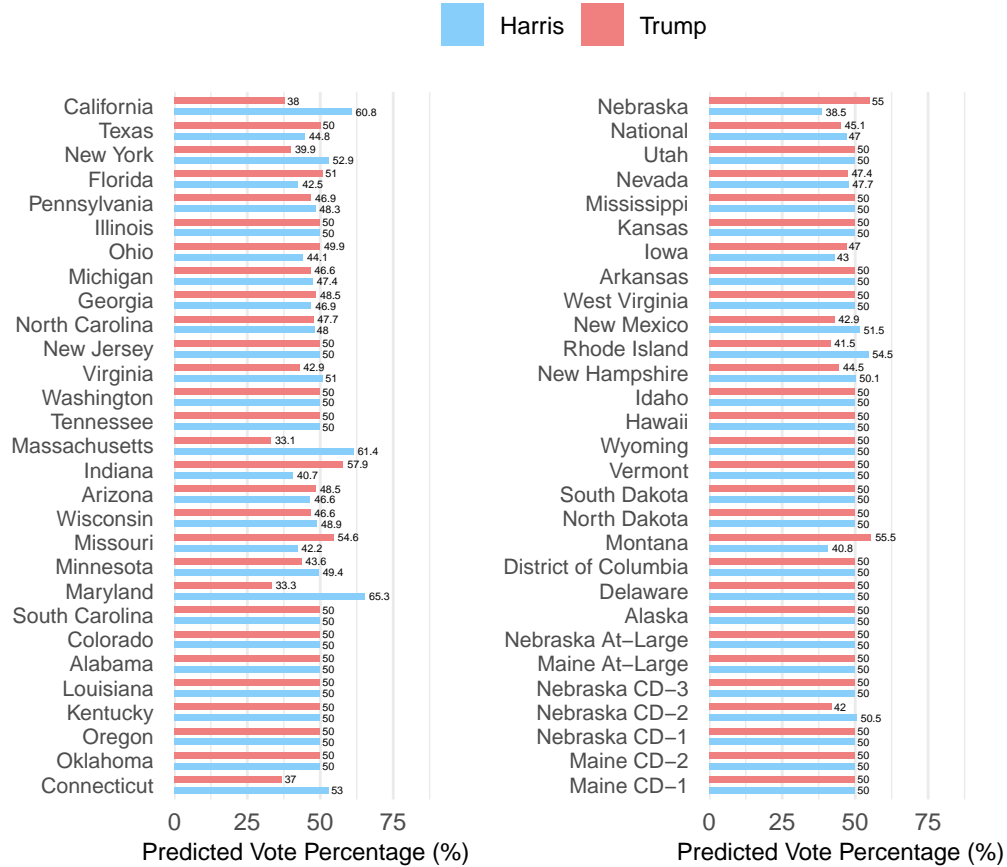 Harris Trump
California 38
60.8
Texas 50
44.8
New York 39.9
52.9
Florida 51
42.5
Pennsylvania 46.9
48.3
Illinois 50
50
Ohio 49.9
44.1
Michigan 46.6
47.4
Georgia 48.5
46.9
North Carolina 47.7
48
New Jersey 50
50
Virginia 42.9
51
Washington 50
50
Tennessee 50
50
Massachusetts 33.1
61.4
Indiana 57.9
40.7
Arizona 48.5
46.6
Wisconsin 46.6
48.9
Missouri 54.6
42.2
Minnesota 43.6
49.4
Maryland 33.3
65.3
South Carolina 50
50
Colorado 50
50
Alabama 50
50
Louisiana 50
50
Kentucky 50
50
Oregon 50
50
Oklahoma 50
50
Connecticut 37
53
0 25 50 75
Predicted Vote Percentage (%)
Nebraska 55
38.5
National 45.1
47
Utah 50
50
Nevada 47.4
47.7
Mississippi 50
50
Kansas 50
50
Iowa 47
43
Arkansas 50
50
West Virginia 50
50
New Mexico 42.9
51.5
Rhode Island 41.5
54.5
New Hampshire 44.5
50.1
Idaho 50
50
Hawaii 50
50
Wyoming 50
50
Vermont 50
50
South Dakota 50
50
North Dakota 50
50
Montana 55.5
40.8
District of Columbia 50
50
Delaware 50
50
Alaska 50
50
Nebraska At−Large 50
50
Maine At−Large 50
50
Nebraska CD−3 50
50
Nebraska CD−2 42
50.5
Nebraska CD−1 50
50
Maine CD−2 50
50
Maine CD−1 50
50
0 25 50 75
Predicted Vote Percentage (%)